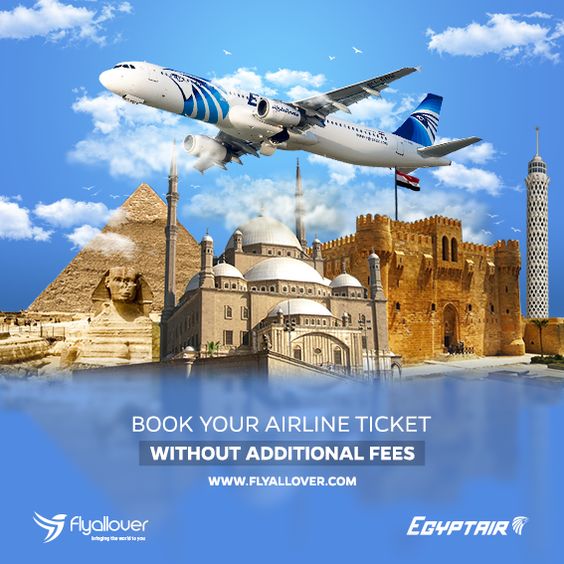 BOOK YOUR AIRLINE TICKET
WITHOUT ADDITIONAL FEES
WWW.FLYALLOVER.COM
Flyallover
bringing the world to you
EGYPTAIR